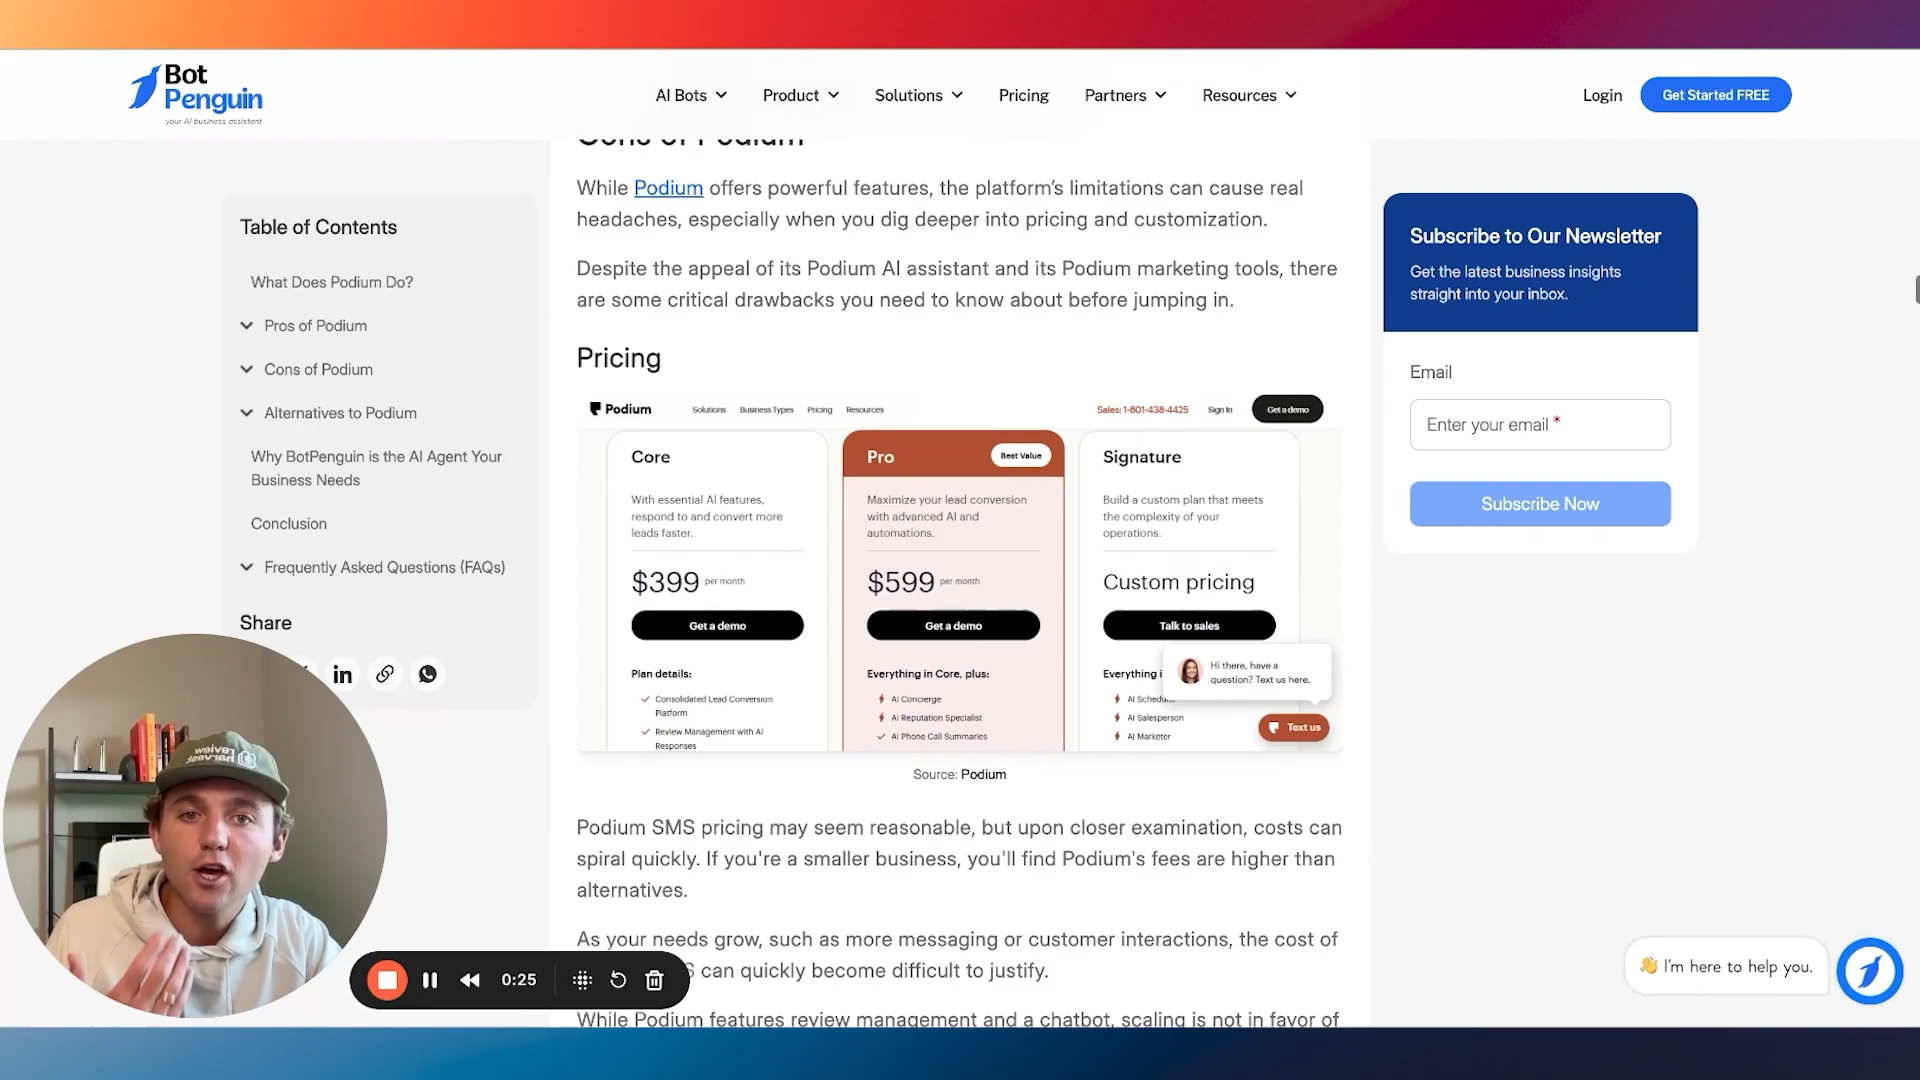 Bot
Penguin
your AI business assistant
AI Bots
Product
Solutions
Pricing
Partners
Resources
Login
Get Started FREE
Table of Contents
What Does Podium Do?
Pros of Podium
Cons of Podium
Alternatives to Podium
Why BotPenguin is the AI Agent Your
Business Needs
Conclusion
Frequently Asked Questions (FAQs)
Share
in
review
harvest
0:25
Cons of Podium
While Podium offers powerful features, the platform's limitations can cause real
headaches, especially when you dig deeper into pricing and customization.
Despite the appeal of its Podium AI assistant and its Podium marketing tools, there
are some critical drawbacks you need to know about before jumping in.
Pricing
Podium
Solutions
Business Types
Pricing
Resources
Sales: 1-801-438-4425
Sign In
Get a demo
Core
With essential AI features,
respond to and convert more
leads faster.
$399 per month
Get a demo
Plan details:
Consolidated Lead Conversion
Platform
Review Management with AI
Responses
Pro
Best Value
Maximize your lead conversion
with advanced AI and
automations.
$599 per month
Get a demo
Everything in Core, plus:
AI Concierge
AI Reputation Specialist
AI Phone Call Summaries
Signature
Build a custom plan that meets
the complexity of your
operations.
Custom pricing
Talk to sales
Everything i
AI Schedul
AI Salesperson
AI Marketer
Hi there, have a
question? Text us here.
Text us
Source: Podium
Podium SMS pricing may seem reasonable, but upon closer examination, costs can
spiral quickly. If you're a smaller business, you'll find Podium's fees are higher than
alternatives.
As your needs grow, such as more messaging or customer interactions, the cost of
S can quickly become difficult to justify.
While Podium features review management and a chatbot, scaling is not in favor of
Subscribe to Our Newsletter
Get the latest business insights
straight into your inbox.
Email
Enter your email *
Subscribe Now
👋 I'm here to help you.